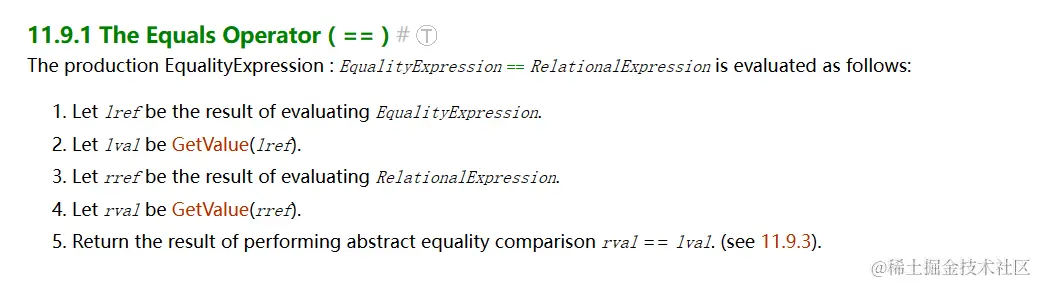 11.9.1 The Equals Operator ( == ) # Ⓣ
The production EqualityExpression : EqualityExpression == RelationalExpression is evaluated as follows:
1. Let lref be the result of evaluating EqualityExpression.
2. Let lval be GetValue(lref).
3. Let rref be the result of evaluating RelationalExpression.
4. Let rval be GetValue(rref).
5. Return the result of performing abstract equality comparison rval == lval. (see 11.9.3).
@稀土掘金技术社区